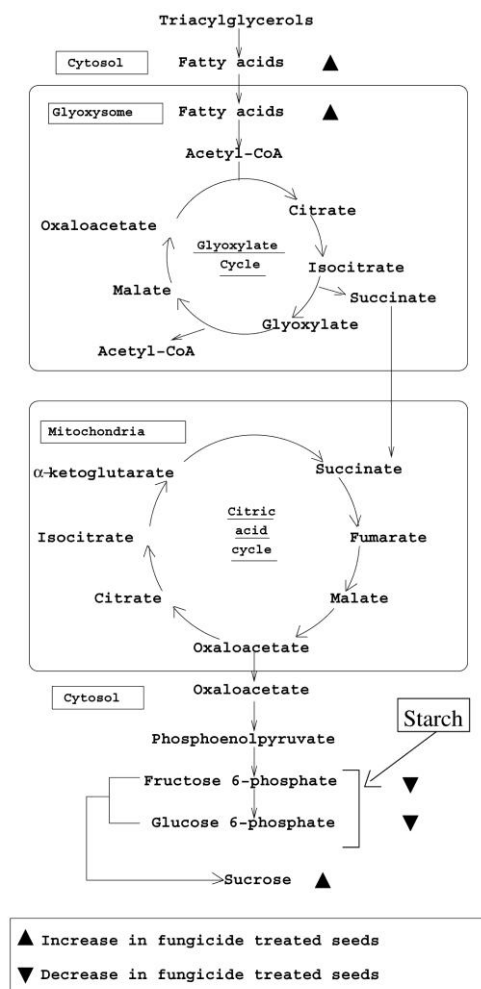 Triacylglycerols
Cytosol Fatty acids ▲
Glyoxysome Fatty acids ▲
Acetyl-CoA
Citrate
Oxaloacetate
Glyoxylate
Cycle
Isocitrate
Malate
Succinate
Glyoxylate
Acetyl-CoA
Mitochondria
α-ketoglutarate Succinate
Citric
acid
cycle
Isocitrate Fumarate
Citrate Malate
Oxaloacetate
Cytosol Oxaloacetate
Starch
Phosphoenolpyruvate
Fructose 6-phosphate ▼
Glucose 6-phosphate ▼
Sucrose ▲
▲ Increase in fungicide treated seeds
▼ Decrease in fungicide treated seeds